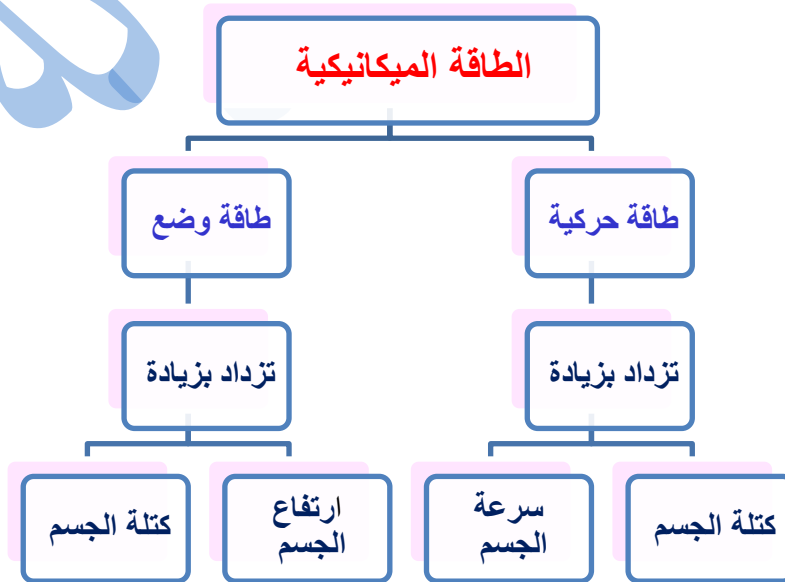 الطاقة الميكانيكية
طاقة حركية
طاقة وضع
تزداد بزيادة
تزداد بزيادة
كتلة الجسم
سرعة
الجسم
ارتفاع
الجسم
كتلة الجسم